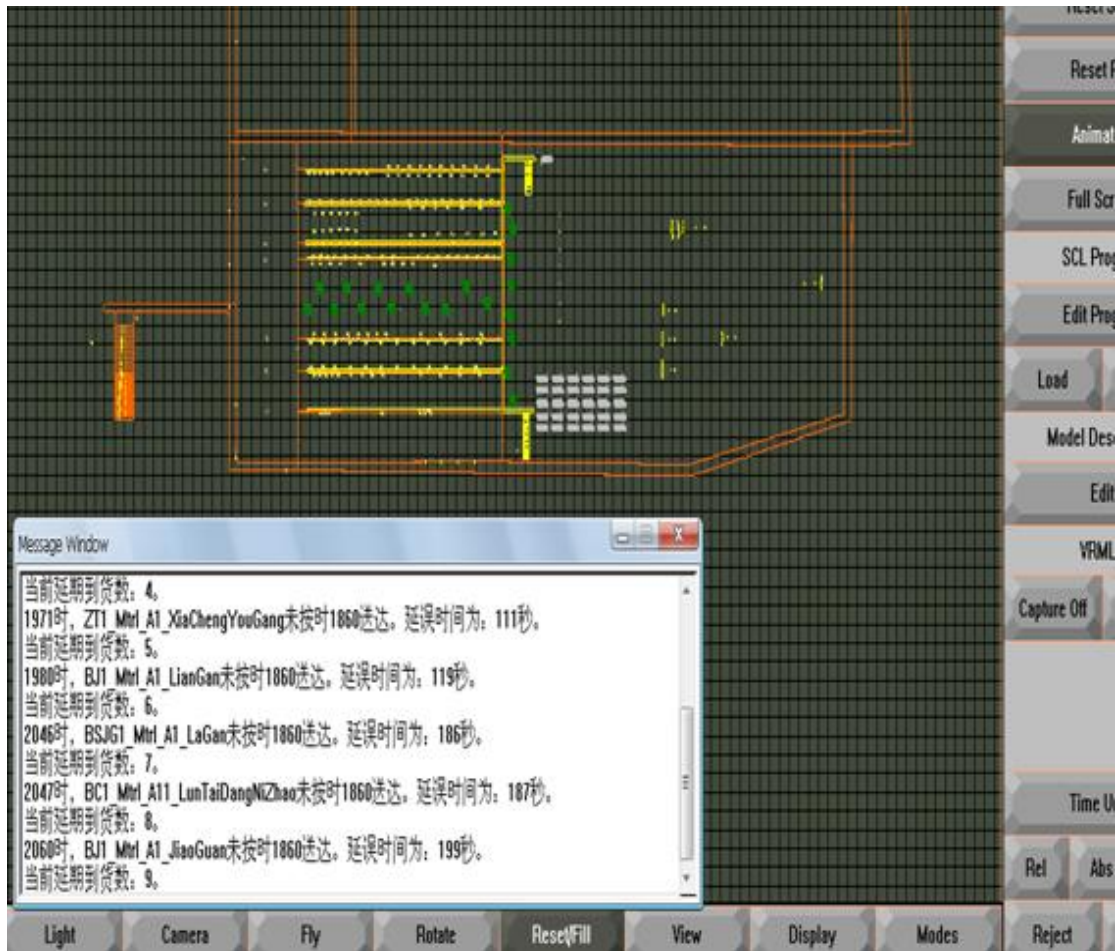 Reset F
Animat
Full Scr
SCL Prog
Edit Prog
Load
Model Desc
Edit
VRML
Capture Off
Time U
Rel Abs
Reject
Message Window
当前延期到货数：4。
1971时，ZT1_Mtrl_A1_XiaChengYouGang未按时1860送达。延误时间为：111秒。
当前延期到货数：5。
1980时，BJ1_Mtrl_A1_LianGan未按时1860送达。延误时间为：119秒。
当前延期到货数：6。
2046时，BSJG1_Mtrl_A1_LaGan未按时1860送达。延误时间为：186秒。
当前延期到货数：7。
2047时，BC1_Mtrl_A11_LunTaiDangNiZhao未按时1860送达。延误时间为：187秒。
当前延期到货数：8。
2060时，BJ1_Mtrl_A1_JiaoGuan未按时1860送达。延误时间为：199秒。
当前延期到货数：9。
Light Camera Fly Rotate Reset/Fill View Display Modes